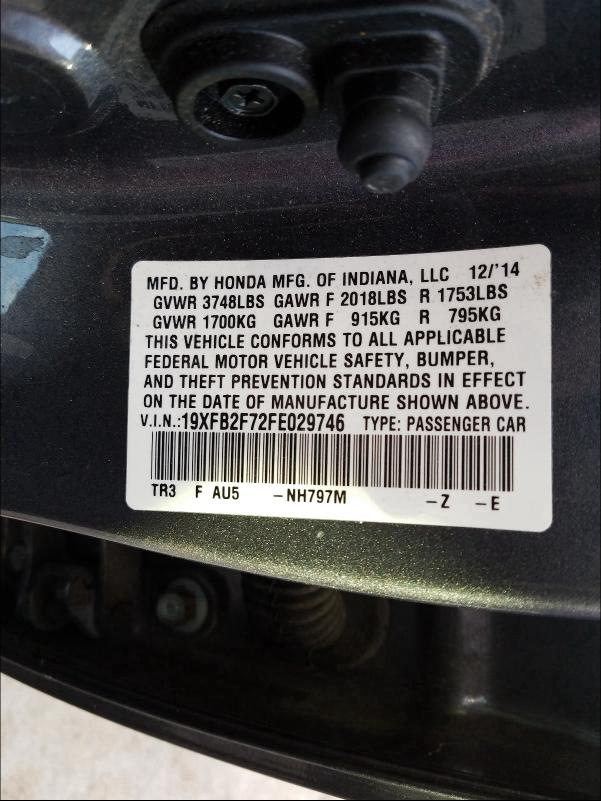 MFD. BY HONDA MFG. OF INDIANA, LLC 12/'14
GVWR 3748LBS GAWR F 2018LBS R 1753LBS
GVWR 1700KG GAWR F 915KG R 795KG
THIS VEHICLE CONFORMS TO ALL APPLICABLE
FEDERAL MOTOR VEHICLE SAFETY, BUMPER,
AND THEFT PREVENTION STANDARDS IN EFFECT
ON THE DATE OF MANUFACTURE SHOWN ABOVE.
V.I.N.:19XFB2F72FE029746 TYPE: PASSENGER CAR
TR3 F AU5 -NH797M -Z -E